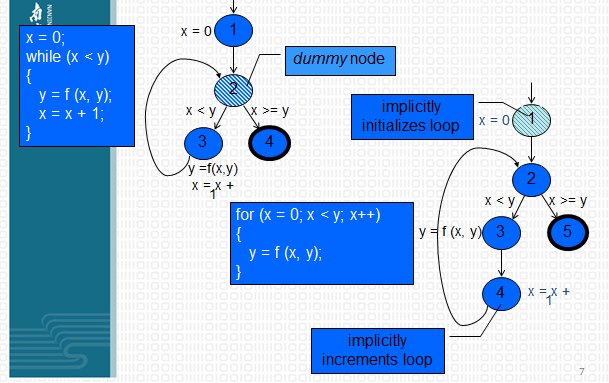 NANJIN
x = 0;
while (x < y)
{
y = f (x, y);
x = x + 1;
}
x = 0
1
dummy node
2
x < y
x >= y
3
4
y =f(x,y)
x = x +
1
implicitly
initializes loop
x = 0
1
2
x < y
x >= y
for (x = 0; x < y; x++)
{
y = f (x, y);
}
y = f (x, y)
3
5
4
x = x +
1
implicitly
increments loop
7